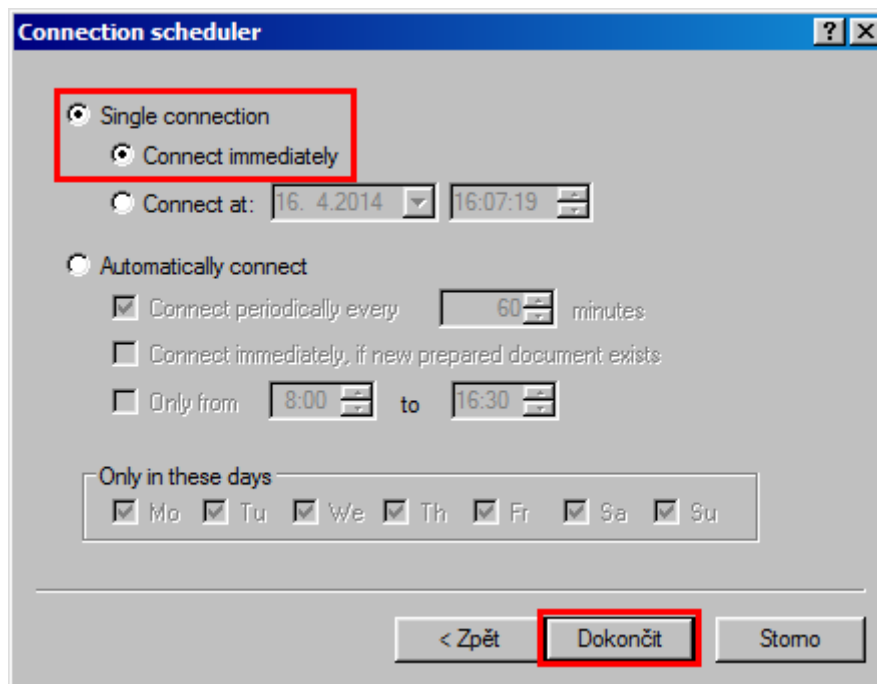 Connection scheduler
Single connection
Connect immediately
Connect at: 16. 4.2014 16:07:19
Automatically connect
Connect periodically every 60 minutes
Connect immediately, if new prepared document exists
Only from 8:00 to 16:30
Only in these days
Mo Tu We Th Fr Sa Su
< Zpět Dokončit Storno